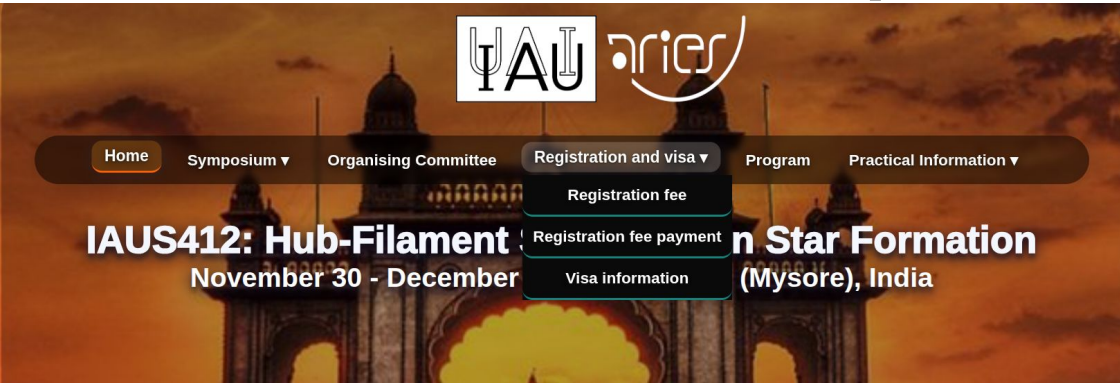 IAU
aries
Home
Symposium ▾
Organising Committee
Registration and visa ▾
Program
Practical Information ▾
Registration fee
Registration fee payment
Visa information
IAUS412: Hub-Filament S n Star Formation
November 30 - December (Mysore), India